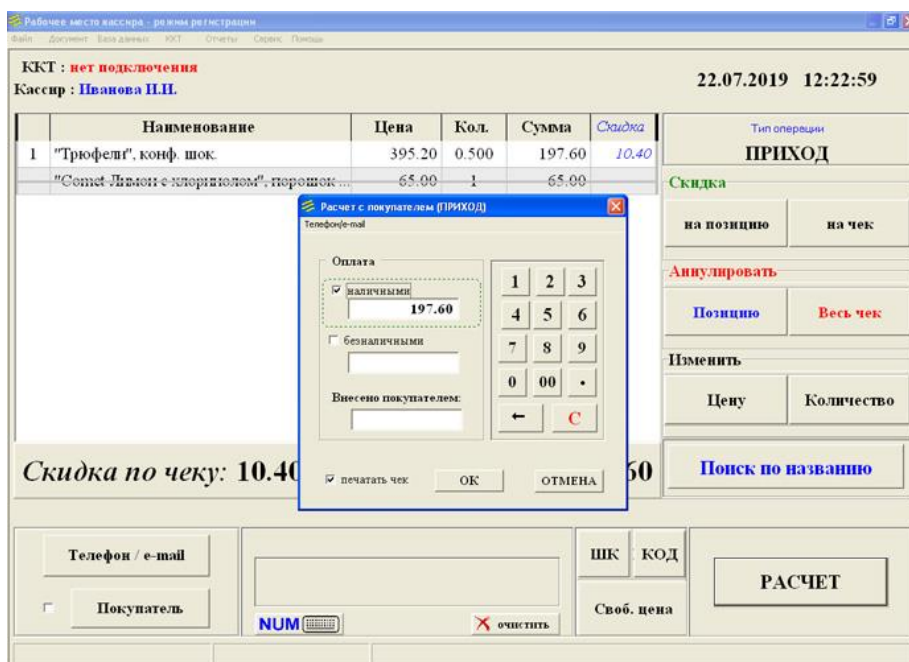 Рабочее место кассира - режим регистрации
Файл Документ База данных ККТ Отчеты Сервис Помощь
ККТ : нет подключения
Кассир : Иванова И.И.
22.07.2019 12:22:59
Наименование Цена Кол. Сумма Скидка
1 "Трюфели", конф. шок. 395.20 0.500 197.60 10.40
"Comet Лимон с хлоринолом", порошок ... 65.00 1 65.00
Тип операции
ПРИХОД
Скидка
на позицию на чек
Аннулировать
Позицию Весь чек
Изменить
Цену Количество
Поиск по названию
Расчет с покупателем (ПРИХОД)
Телефон/e-mail
Оплата
наличными
197.60
безналичными
Внесено покупателем:
1 2 3
4 5 6
7 8 9
0 00 •
← C
печатать чек OK ОТМЕНА
Скидка по чеку: 10.40 60
Телефон / e-mail
Покупатель
NUM
очистить
ШК КОД
Своб. цена
РАСЧЕТ